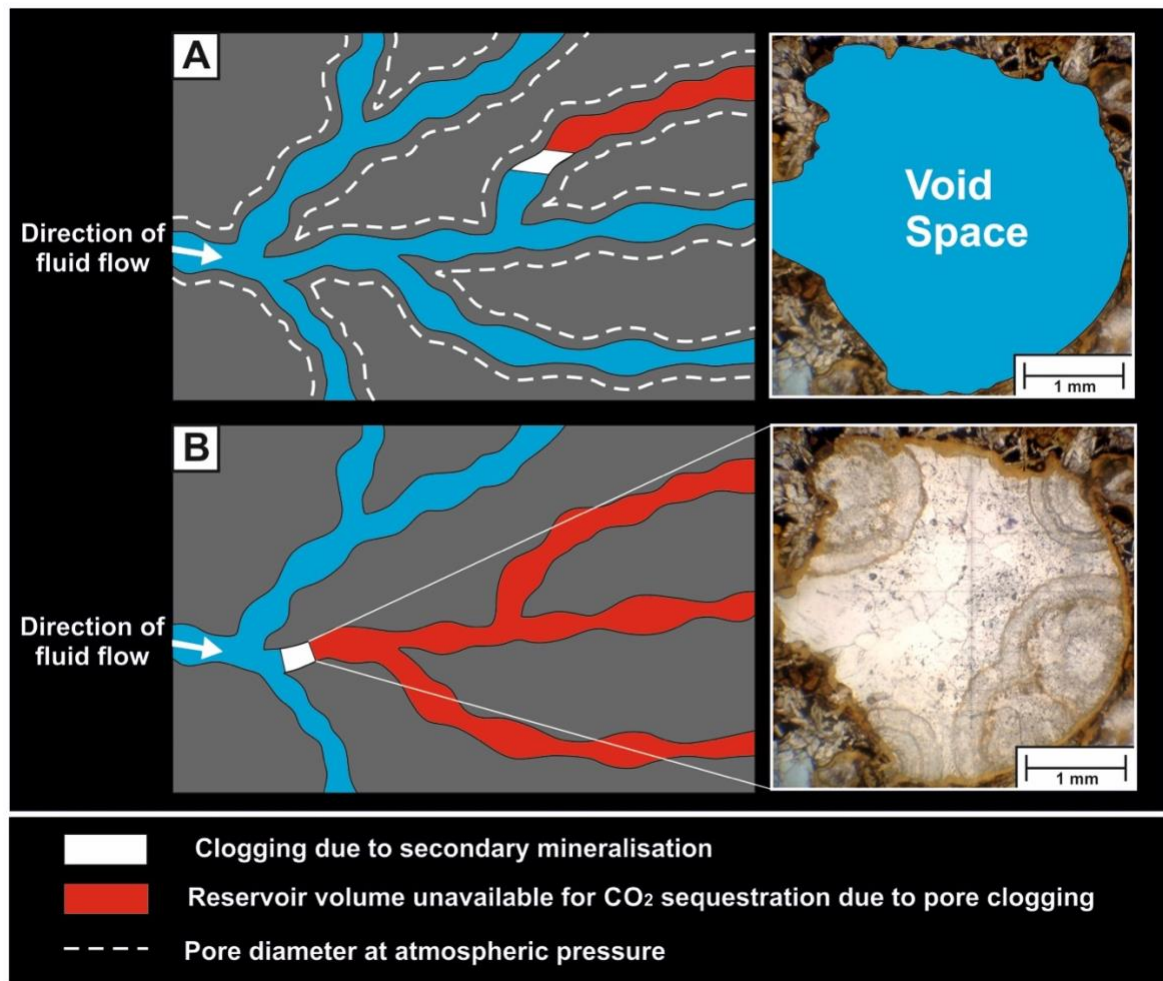 A
Direction of
fluid flow
Void
Space
1 mm
B
Direction of
fluid flow
1 mm
Clogging due to secondary mineralisation
Reservoir volume unavailable for CO₂ sequestration due to pore clogging
Pore diameter at atmospheric pressure